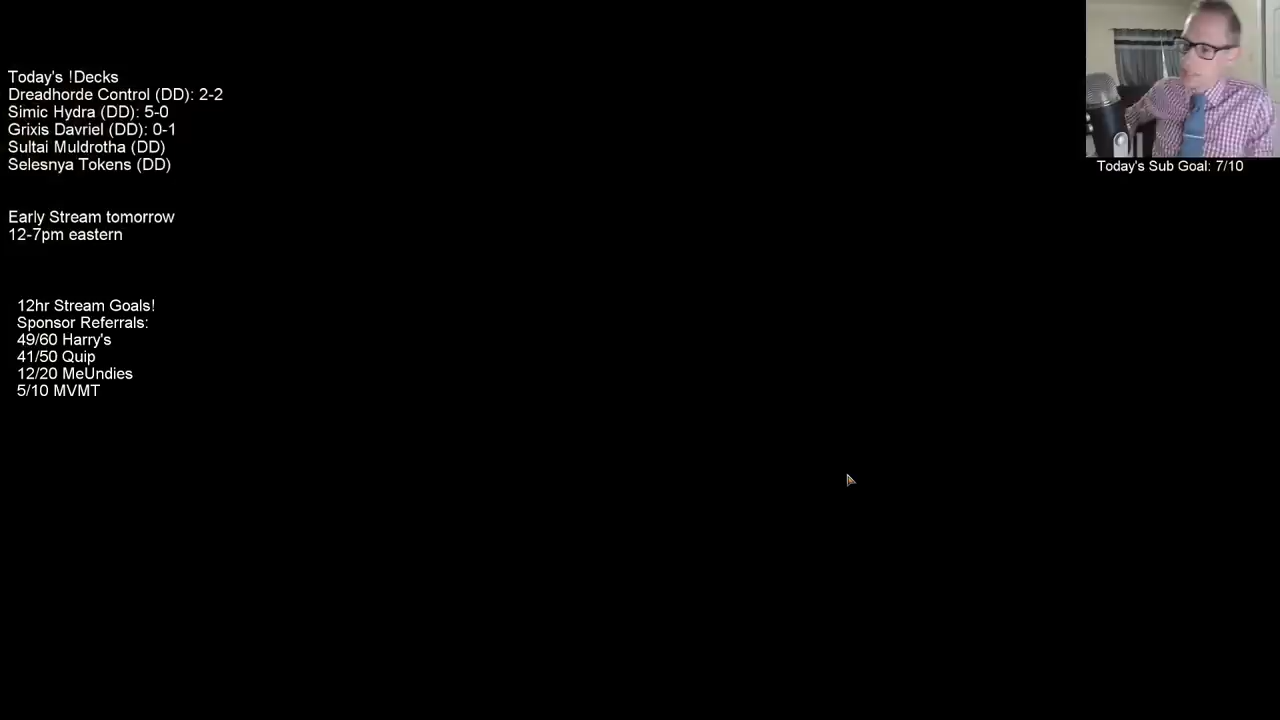 Today's !Decks
Dreadhorde Control (DD): 2-2
Simic Hydra (DD): 5-0
Grixis Davriel (DD): 0-1
Sultai Muldrotha (DD)
Selesnya Tokens (DD)
Early Stream tomorrow
12-7pm eastern
12hr Stream Goals!
Sponsor Referrals:
49/60 Harry's
41/50 Quip
12/20 MeUndies
5/10 MVMT
Today's Sub Goal: 7/10